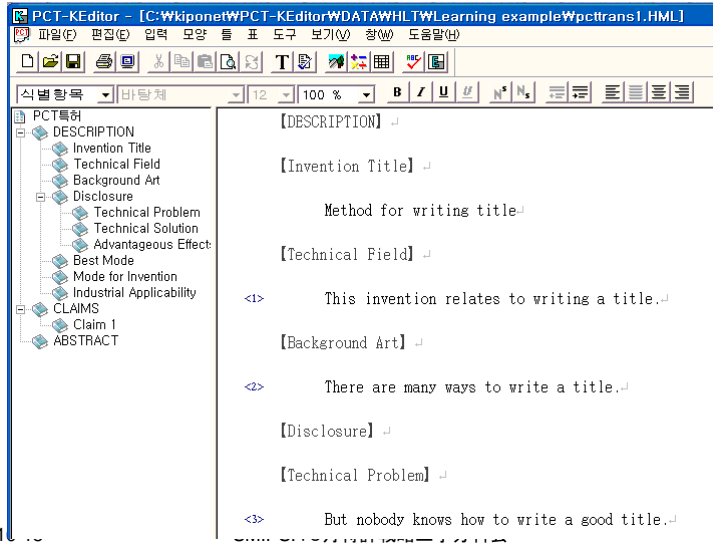 PCT-KEditor - [C:₩kiponet₩PCT-KEditor₩DATA₩HLT₩Learning example₩pcttrans1.HML]
파일(F) 편집(E) 입력 모양 틀 표 도구 보기(V) 창(W) 도움말(H)
식별항목 바탕체 12 100 %
PCT특허
DESCRIPTION
Invention Title
Technical Field
Background Art
Disclosure
Technical Problem
Technical Solution
Advantageous Effect
Best Mode
Mode for Invention
Industrial Applicability
CLAIMS
Claim 1
ABSTRACT
【DESCRIPTION】
【Invention Title】
Method for writing title
【Technical Field】
<1> This invention relates to writing a title.
【Background Art】
<2> There are many ways to write a title.
【Disclosure】
【Technical Problem】
<3> But nobody knows how to write a good title.